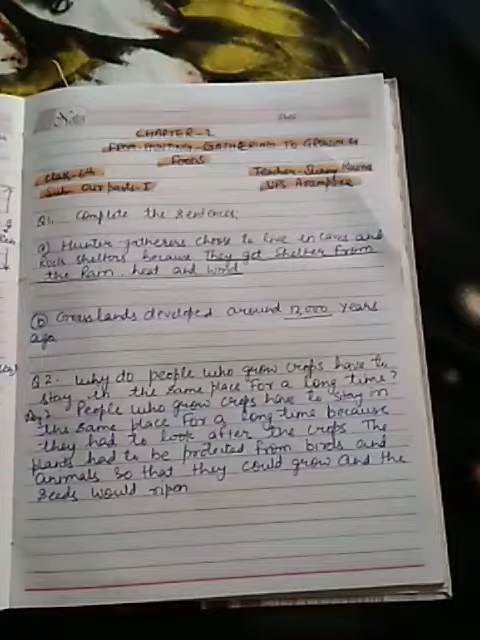 Note
Date
CHAPTER-2
FROM HUNTING-GATHERING TO GROWING
FOODS
Class-6th
Teacher-
Sub. Our pasts-I
UPS
Q1. Complete the sentences:
(a) Hunter-gatherers choose to live in caves and
Rock shelters because they get shelter from
the Rain, heat and wind
(b) Grasslands developed around 12,000 years
ago
Q2. Why do people who grow crops have to
stay in the same place for a long time?
Ans? People who grow crops have to stay in
the same place for a long time because
they had to look after the crops The
plants had to be protected from birds and
animals so that they could grow and the
seeds would ripen